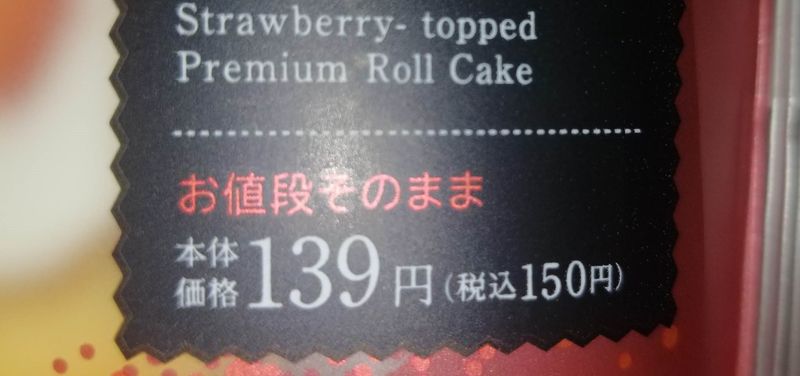 Strawberry- topped
Premium Roll Cake
お値段そのまま
本体価格139円(税込150円)